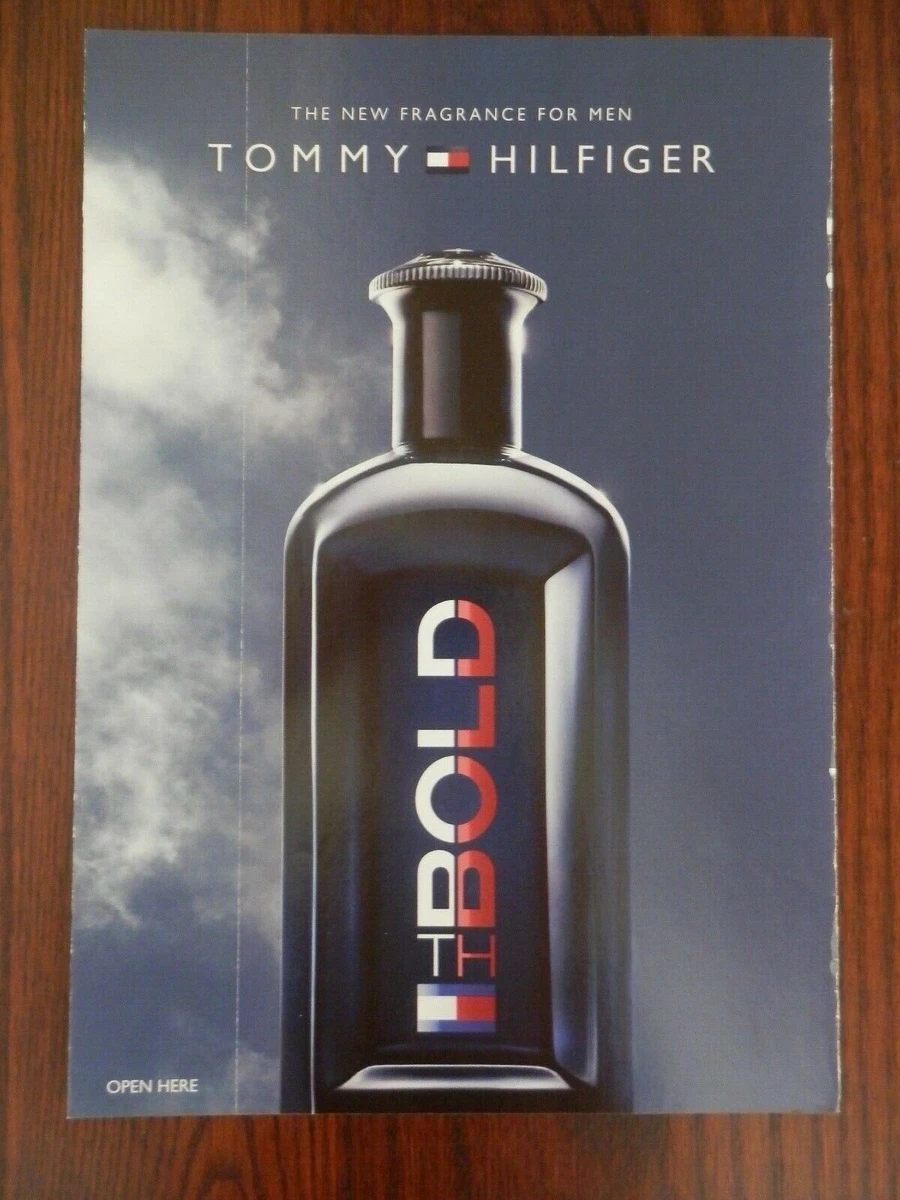 THE NEW FRAGRANCE FOR MEN
TOMMY HILFIGER
TH BOLD
OPEN HERE